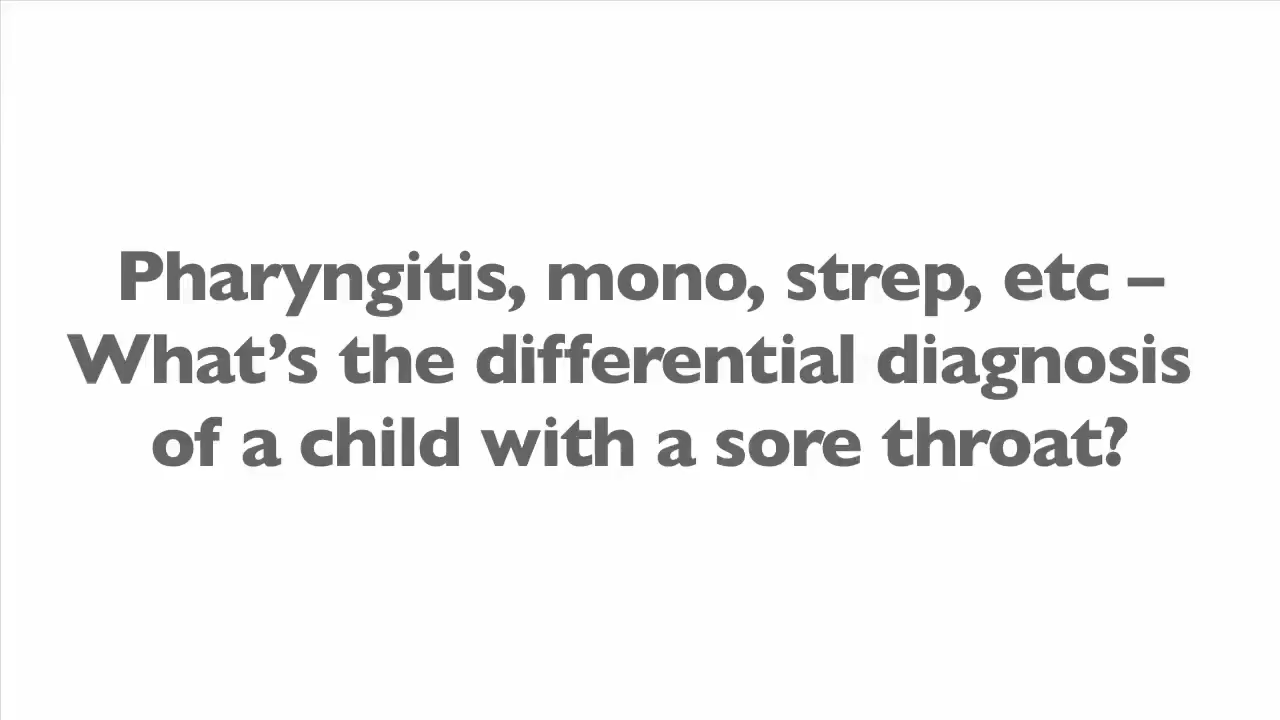 Pharyngitis, mono, strep, etc –
What’s the differential diagnosis
of a child with a sore throat?